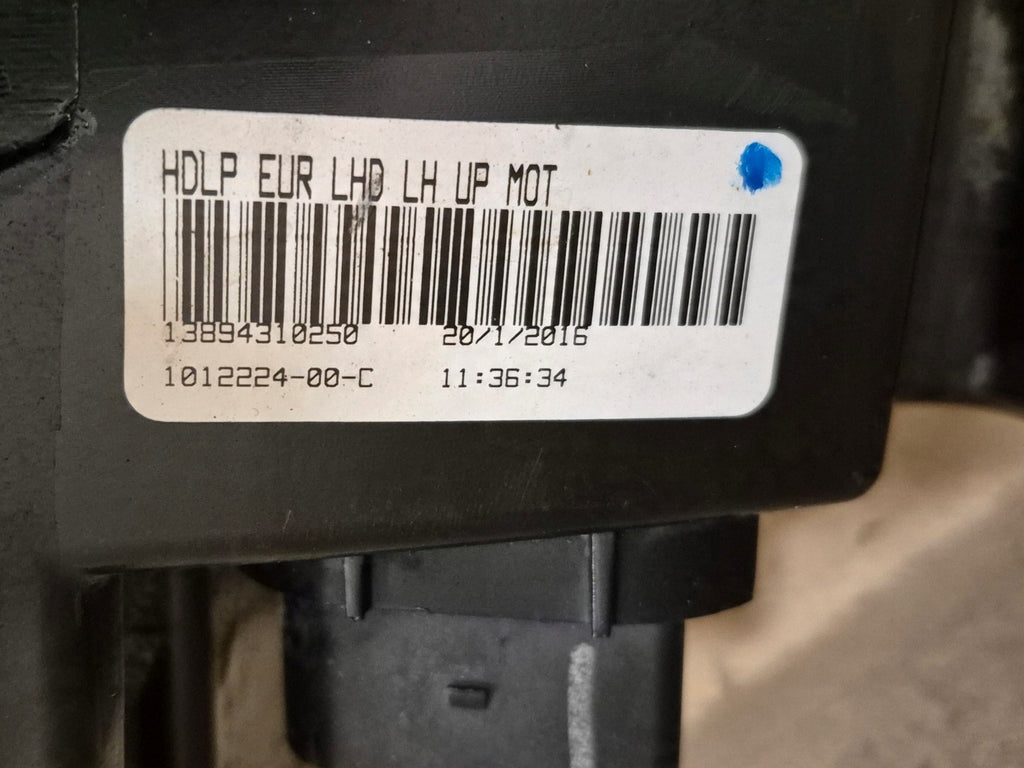 HDLP EUR LHD LH UP MOT
13894310250 20/1/2016
1012224-00-C 11:36:34